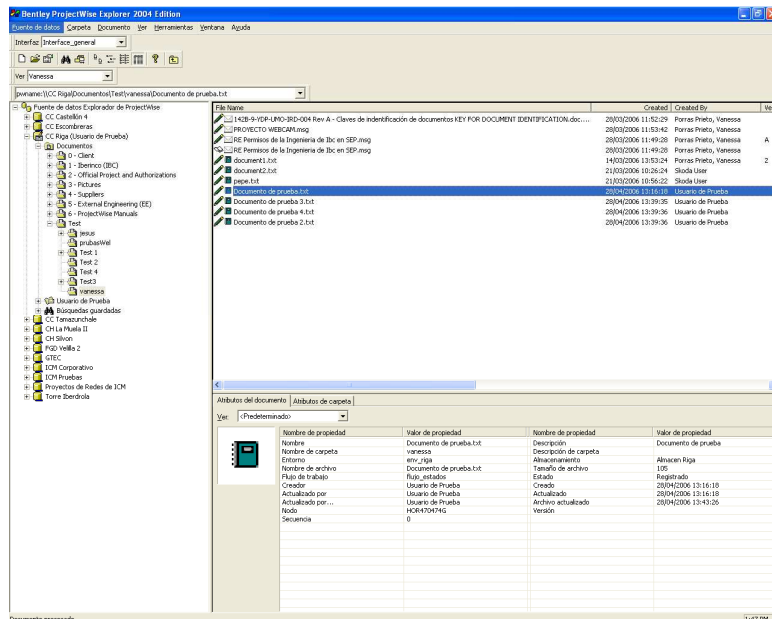 Bentley ProjectWise Explorer 2004 Edition
Fuente de datos Carpeta Documento Ver Herramientas Ventana Ayuda
Interfaz Interface_general
Ver Vanessa
pwname:\\CC Riga\Documentos\Test\vanessa\Documento de prueba.txt
Fuente de datos Explorador de ProjectWise
CC Castellón 4
CC Escombreras
CC Riga (Usuario de Prueba)
Documentos
0 - Client
1 - Iberinco (IBC)
2 - Official Project and Authorizations
3 - Pictures
4 - Suppliers
5 - External Engineering (EE)
6 - ProjectWise Manuals
Test
jesus
prubasWel
Test 1
Test 2
Test 4
Test3
vanessa
Usuario de Prueba
Búsquedas guardadas
CC Tamazunchale
CH La Muela II
CH Silvon
FGD Velilla 2
GTEC
ICM Corporativo
ICM Pruebas
Proyectos de Redes de ICM
Torre Iberdrola
File Name Created Created By Ve
142B-9-YDP-UMO-IRD-004 Rev A - Claves de indentificación de documentos KEY FOR DOCUMENT IDENTIFICATION.doc.... 28/03/2006 11:52:29 Porras Prieto, Vanessa
PROYECTO WEBCAM.msg 28/03/2006 11:53:42 Porras Prieto, Vanessa
RE Permisos de la Ingenieria de Ibc en SEP.msg 28/03/2006 11:49:28 Porras Prieto, Vanessa A
RE Permisos de la Ingenieria de Ibc en SEP.msg 28/03/2006 11:49:28 Porras Prieto, Vanessa
document1.txt 14/03/2006 13:53:24 Porras Prieto, Vanessa 2
document2.txt 21/03/2006 10:26:24 Skoda User
pepe.txt 21/03/2006 10:56:22 Skoda User
Documento de prueba.txt 28/04/2006 13:16:18 Usuario de Prueba
Documento de prueba 3.txt 28/04/2006 13:39:35 Usuario de Prueba
Documento de prueba 4.txt 28/04/2006 13:39:36 Usuario de Prueba
Documento de prueba 2.txt 28/04/2006 13:39:36 Usuario de Prueba
Atributos del documento Atributos de carpeta
Ver: <Predeterminado>
Nombre de propiedad Valor de propiedad Nombre de propiedad Valor de propiedad
Nombre Documento de prueba.txt Descripción Documento de prueba
Nombre de carpeta vanessa Descripción de carpeta
Entorno env_riga Almacenamiento Almacen Riga
Nombre de archivo Documento de prueba.txt Tamaño de archivo 105
Flujo de trabajo flujo_estados Estado Registrado
Creador Usuario de Prueba Creado 28/04/2006 13:16:18
Actualizado por Usuario de Prueba Actualizado 28/04/2006 13:16:18
Actualizado por... Usuario de Prueba Archivo actualizado 28/04/2006 13:43:26
Nodo HOR470474G Versión
Secuencia 0
1:47 PM